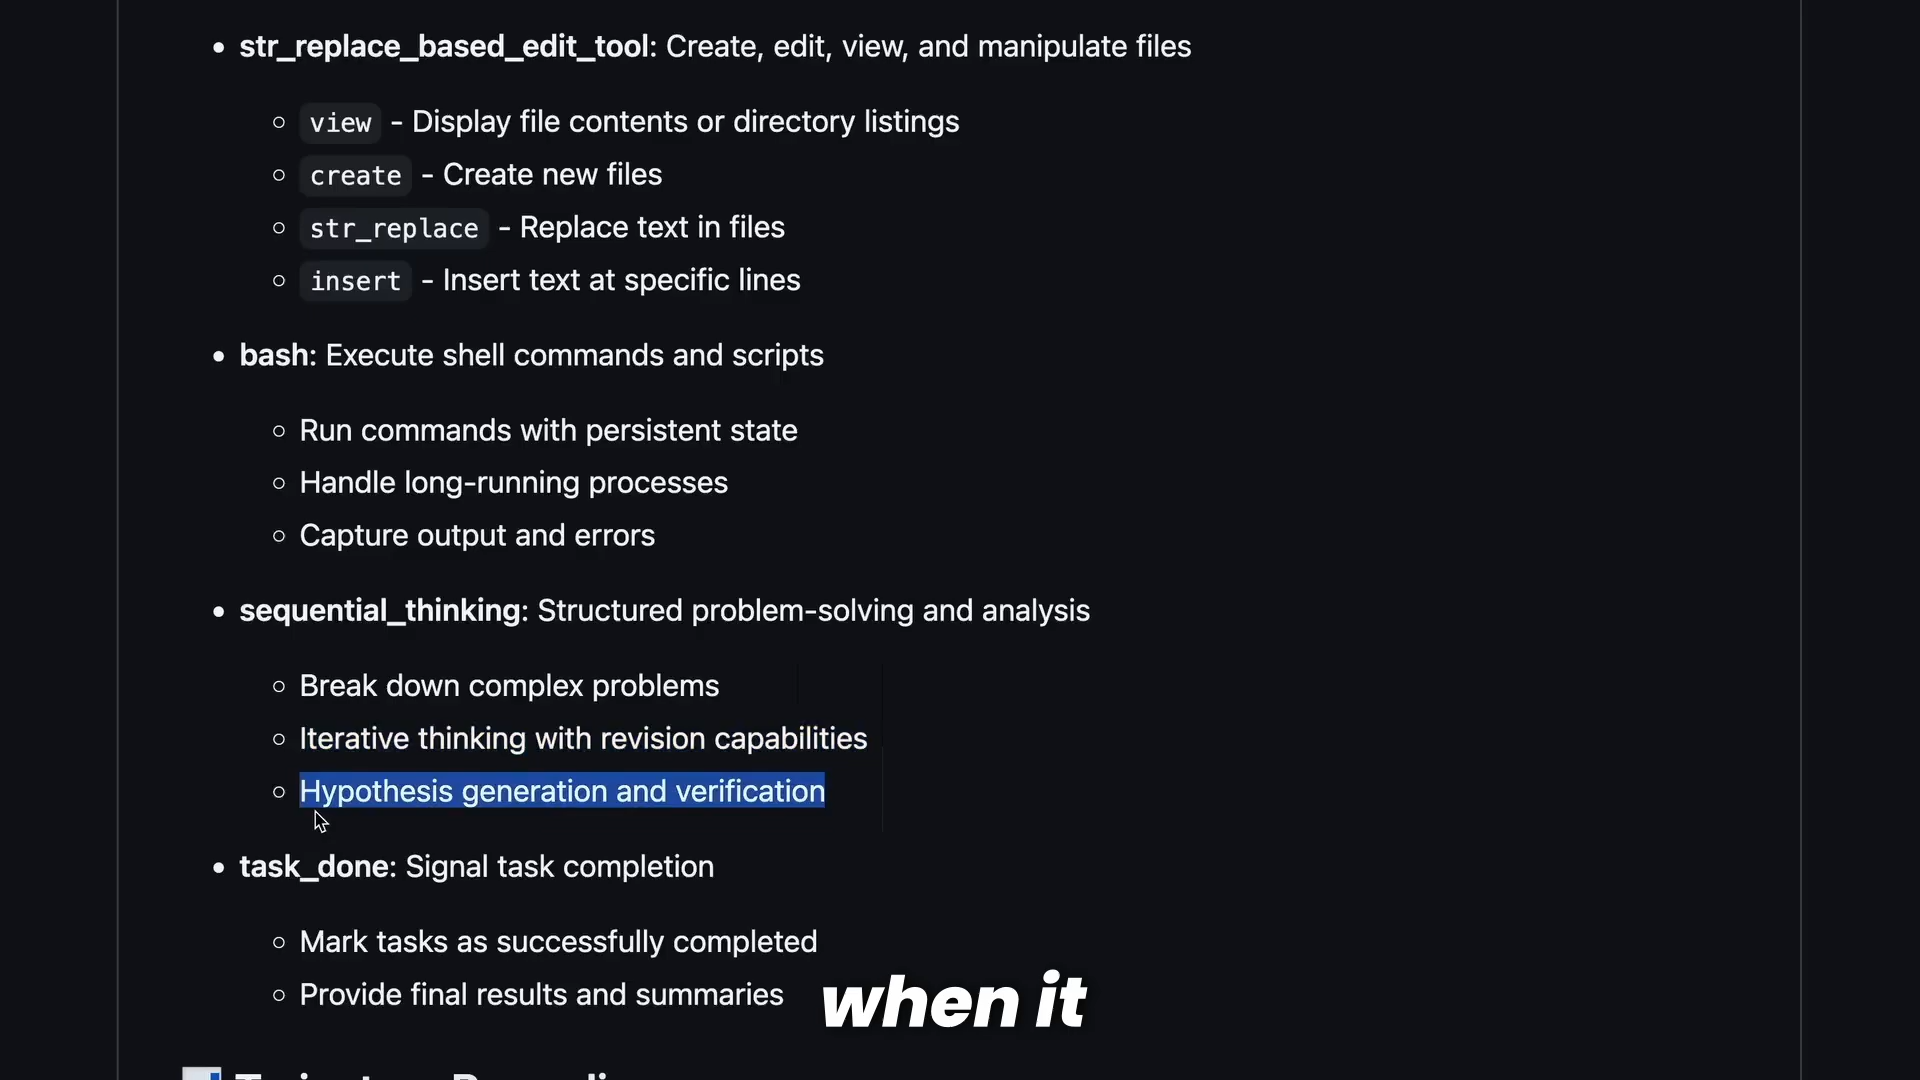 str_replace_based_edit_tool: Create, edit, view, and manipulate files
view - Display file contents or directory listings
create - Create new files
str_replace - Replace text in files
insert - Insert text at specific lines
bash: Execute shell commands and scripts
Run commands with persistent state
Handle long-running processes
Capture output and errors
sequential_thinking: Structured problem-solving and analysis
Break down complex problems
Iterative thinking with revision capabilities
Hypothesis generation and verification
task_done: Signal task completion
Mark tasks as successfully completed
Provide final results and summaries
when it